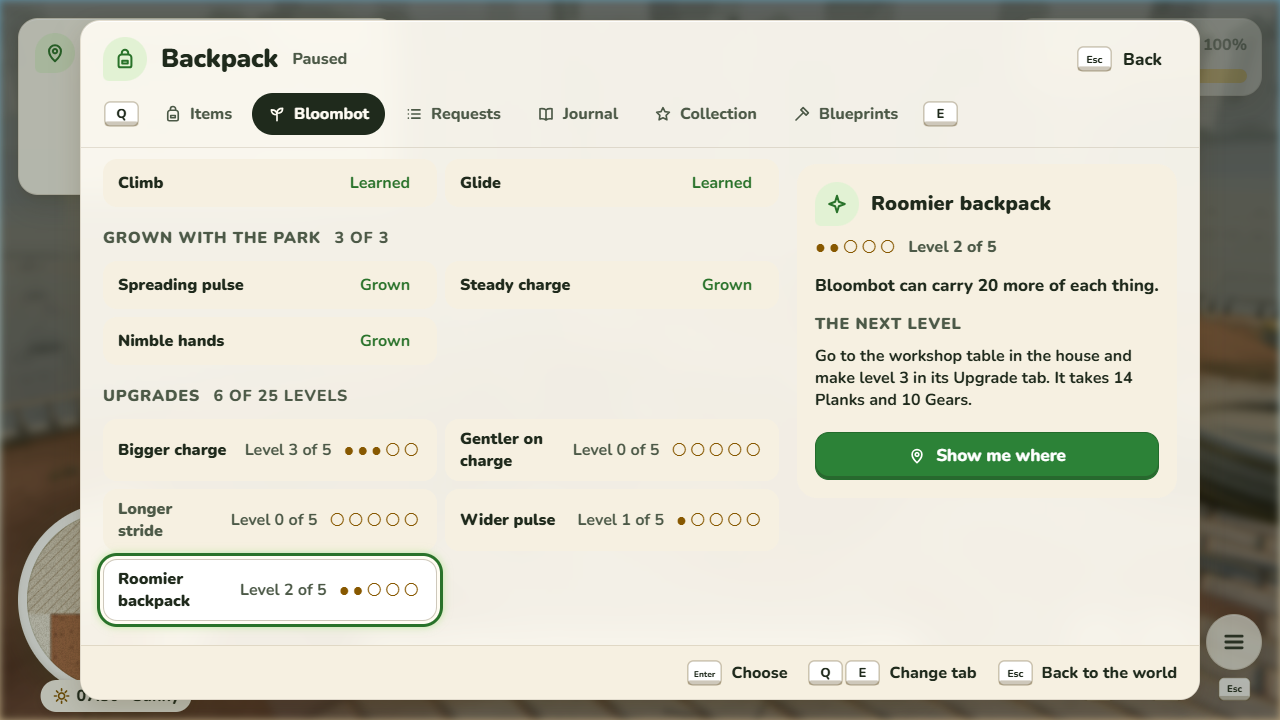 Backpack Paused
Esc Back
100%
Q Items Bloombot Requests Journal Collection Blueprints E
Climb Learned
Glide Learned
GROWN WITH THE PARK 3 OF 3
Spreading pulse Grown
Steady charge Grown
Nimble hands Grown
UPGRADES 6 OF 25 LEVELS
Bigger charge Level 3 of 5
Gentler on
charge Level 0 of 5
Longer
stride Level 0 of 5
Wider pulse Level 1 of 5
Roomier
backpack Level 2 of 5
Roomier backpack
Level 2 of 5
Bloombot can carry 20 more of each thing.
THE NEXT LEVEL
Go to the workshop table in the house and
make level 3 in its Upgrade tab. It takes 14
Planks and 10 Gears.
Show me where
Enter Choose Q E Change tab Esc Back to the world
Esc